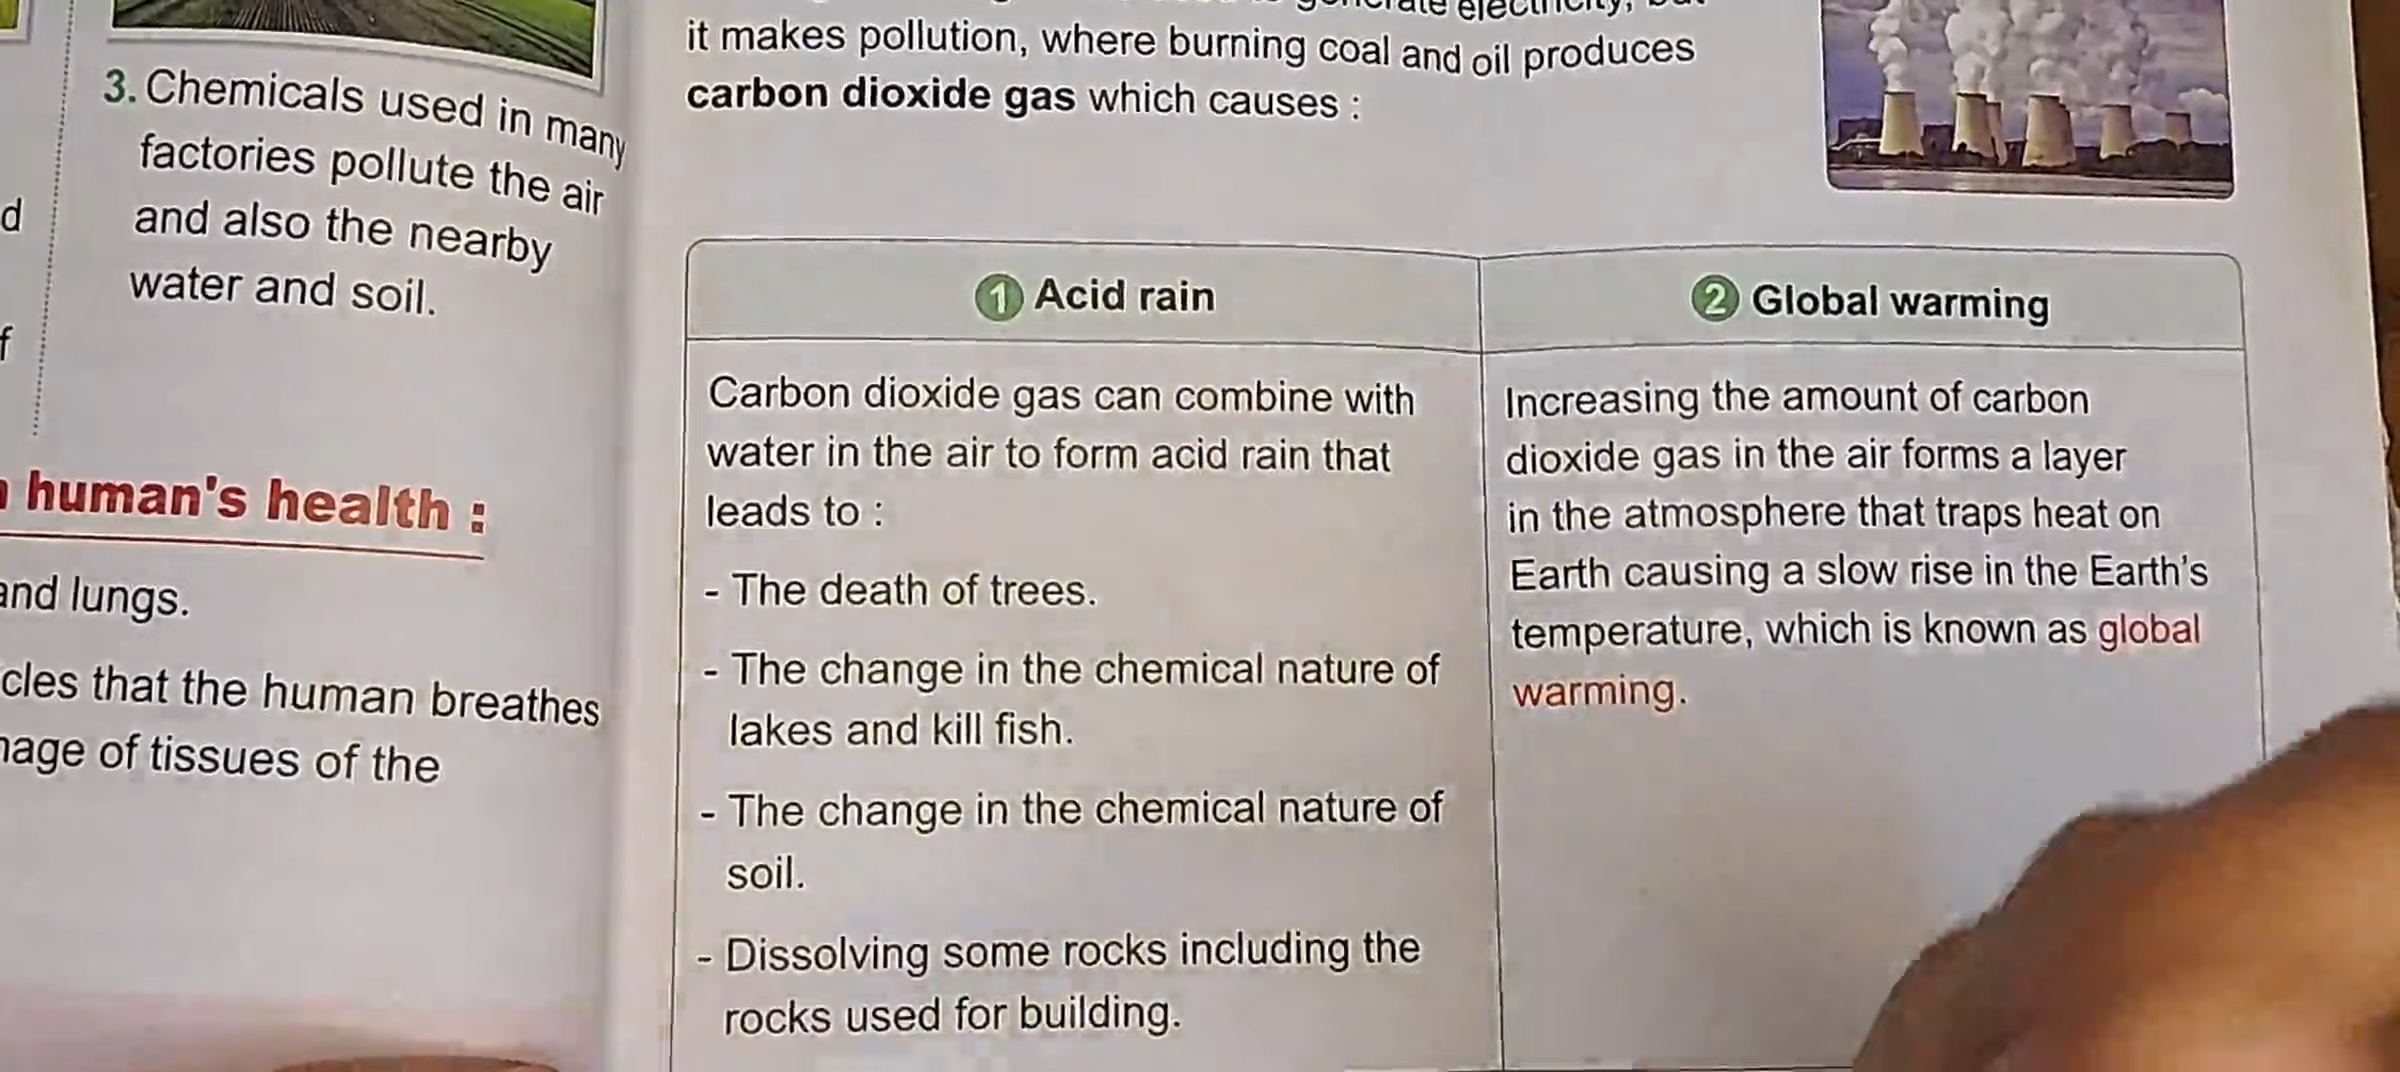 3. Chemicals used in many
factories pollute the air
and also the nearby
water and soil.
d
f
human's health :
and lungs.
cles that the human breathes
age of tissues of the
generate electricity,
it makes pollution, where burning coal and oil produces
carbon dioxide gas which causes :
1 Acid rain
Carbon dioxide gas can combine with
water in the air to form acid rain that
leads to :
- The death of trees.
- The change in the chemical nature of
lakes and kill fish.
- The change in the chemical nature of
soil.
- Dissolving some rocks including the
rocks used for building.
2 Global warming
Increasing the amount of carbon
dioxide gas in the air forms a layer
in the atmosphere that traps heat on
Earth causing a slow rise in the Earth's
temperature, which is known as global
warming.